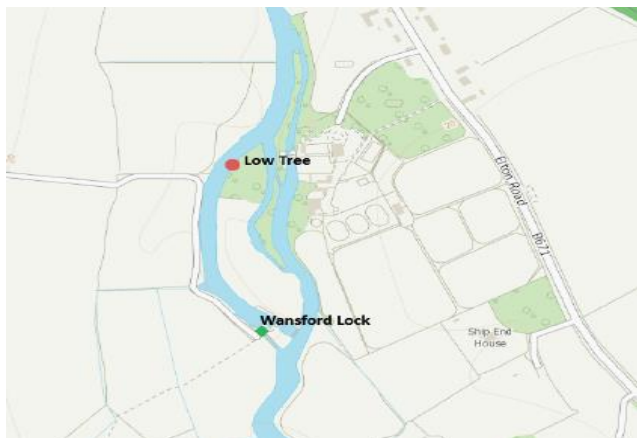 Low Tree
Elton Road
B671
Wansford Lock
Ship End
House